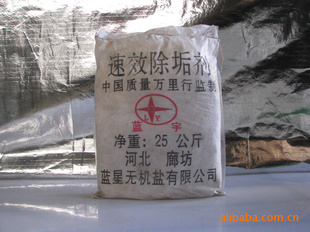 速效除垢剂
中国质量万里行监制
L Y
蓝宇
净重：25 公斤
河北 廊坊
蓝星无机盐有限公司
alibaba.com.cn